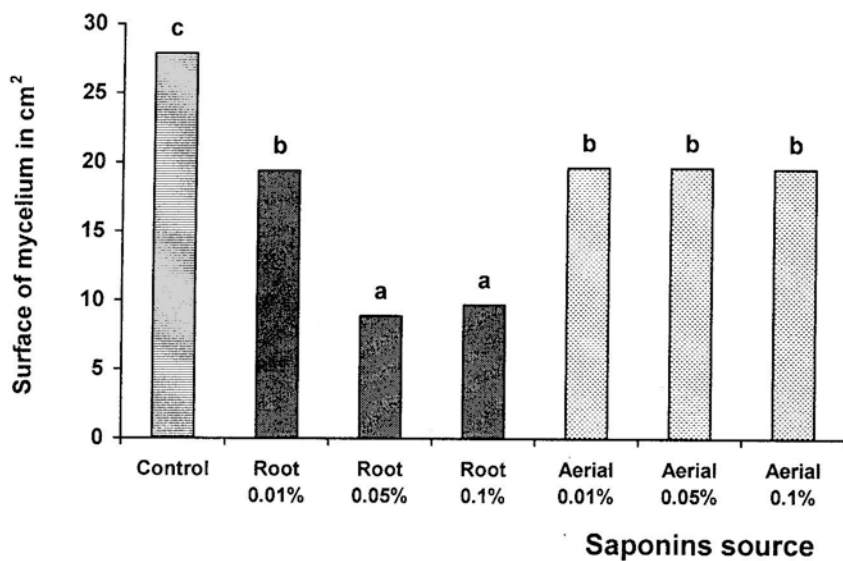 Surface of mycelium in cm²
30
25
20
15
10
5
0
c
b
a
a
b
b
b
Control
Root 0.01%
Root 0.05%
Root 0.1%
Aerial 0.01%
Aerial 0.05%
Aerial 0.1%
Saponins source